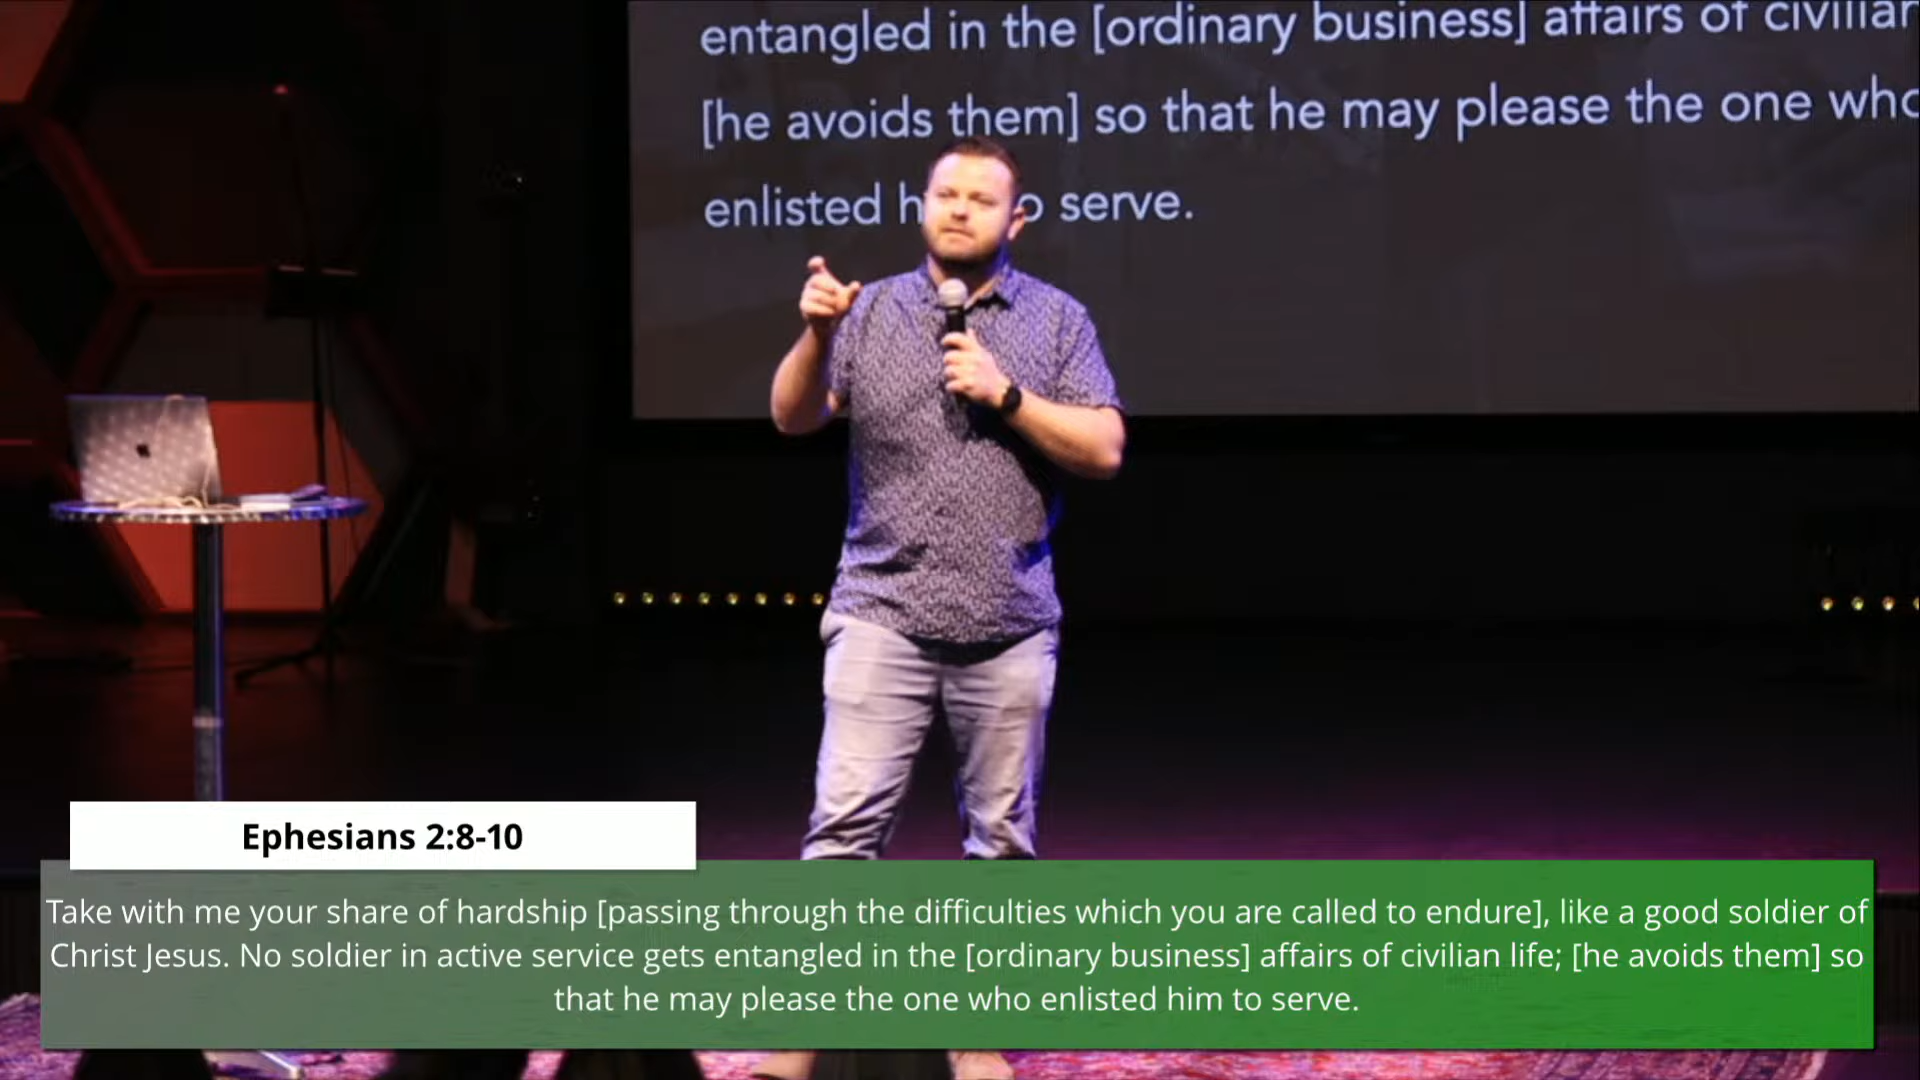 entangled in the [ordinary business] affairs of civilian
[he avoids them] so that he may please the one who
enlisted serve.
Ephesians 2:8-10
Take with me your share of hardship [passing through the difficulties which you are called to endure], like a good soldier of
Christ Jesus. No soldier in active service gets entangled in the [ordinary business] affairs of civilian life; [he avoids them] so
that he may please the one who enlisted him to serve.